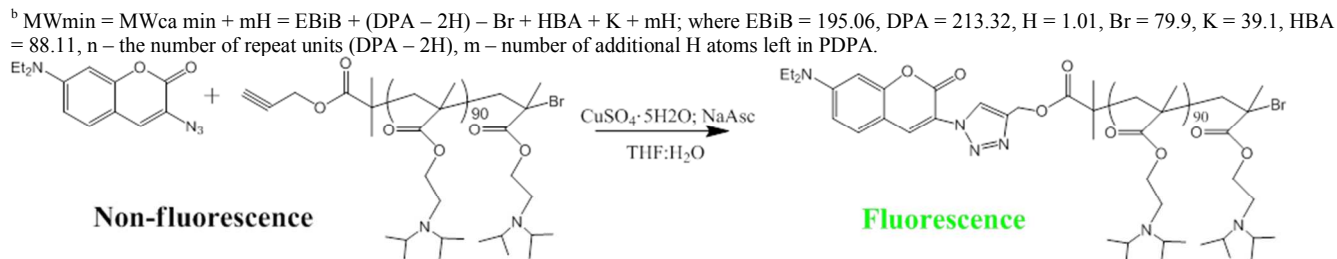 b MWmin = MWca min + mH = EBiB + (DPA – 2H) – Br + HBA + K + mH; where EBiB = 195.06, DPA = 213.32, H = 1.01, Br = 79.9, K = 39.1, HBA
= 88.11, n – the number of repeat units (DPA – 2H), m – number of additional H atoms left in PDPA.
Et2N O O N3 + O O 90 Br O O O O N N
CuSO4·5H2O; NaAsc
THF:H2O
Et2N O O N N=N O O 90 Br O O O O N N
Non-fluorescence
Fluorescence